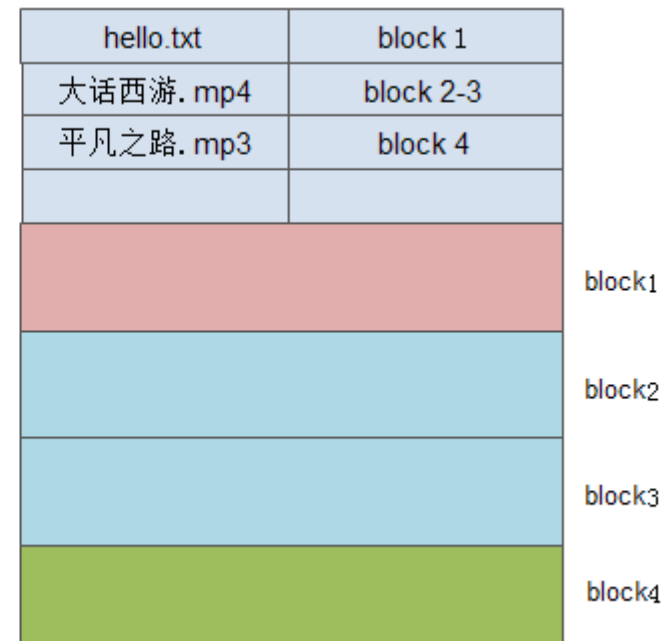 hello.txt block 1
大话西游. mp4 block 2-3
平凡之路. mp3 block 4
block1
block2
block3
block4